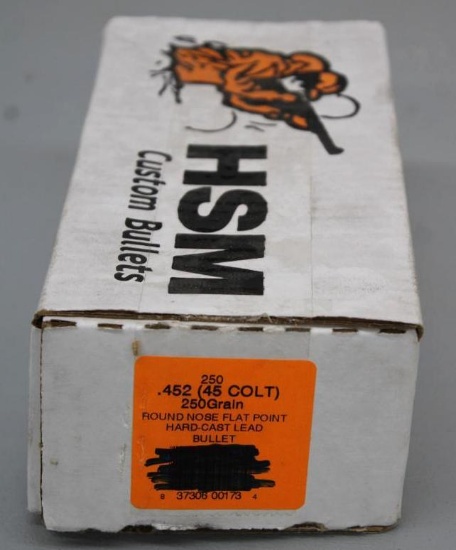 HSM
Custom Bullets
250
.452 (45 COLT)
250Grain
ROUND NOSE FLAT POINT
HARD-CAST LEAD
BULLET
8 37306 00173 4